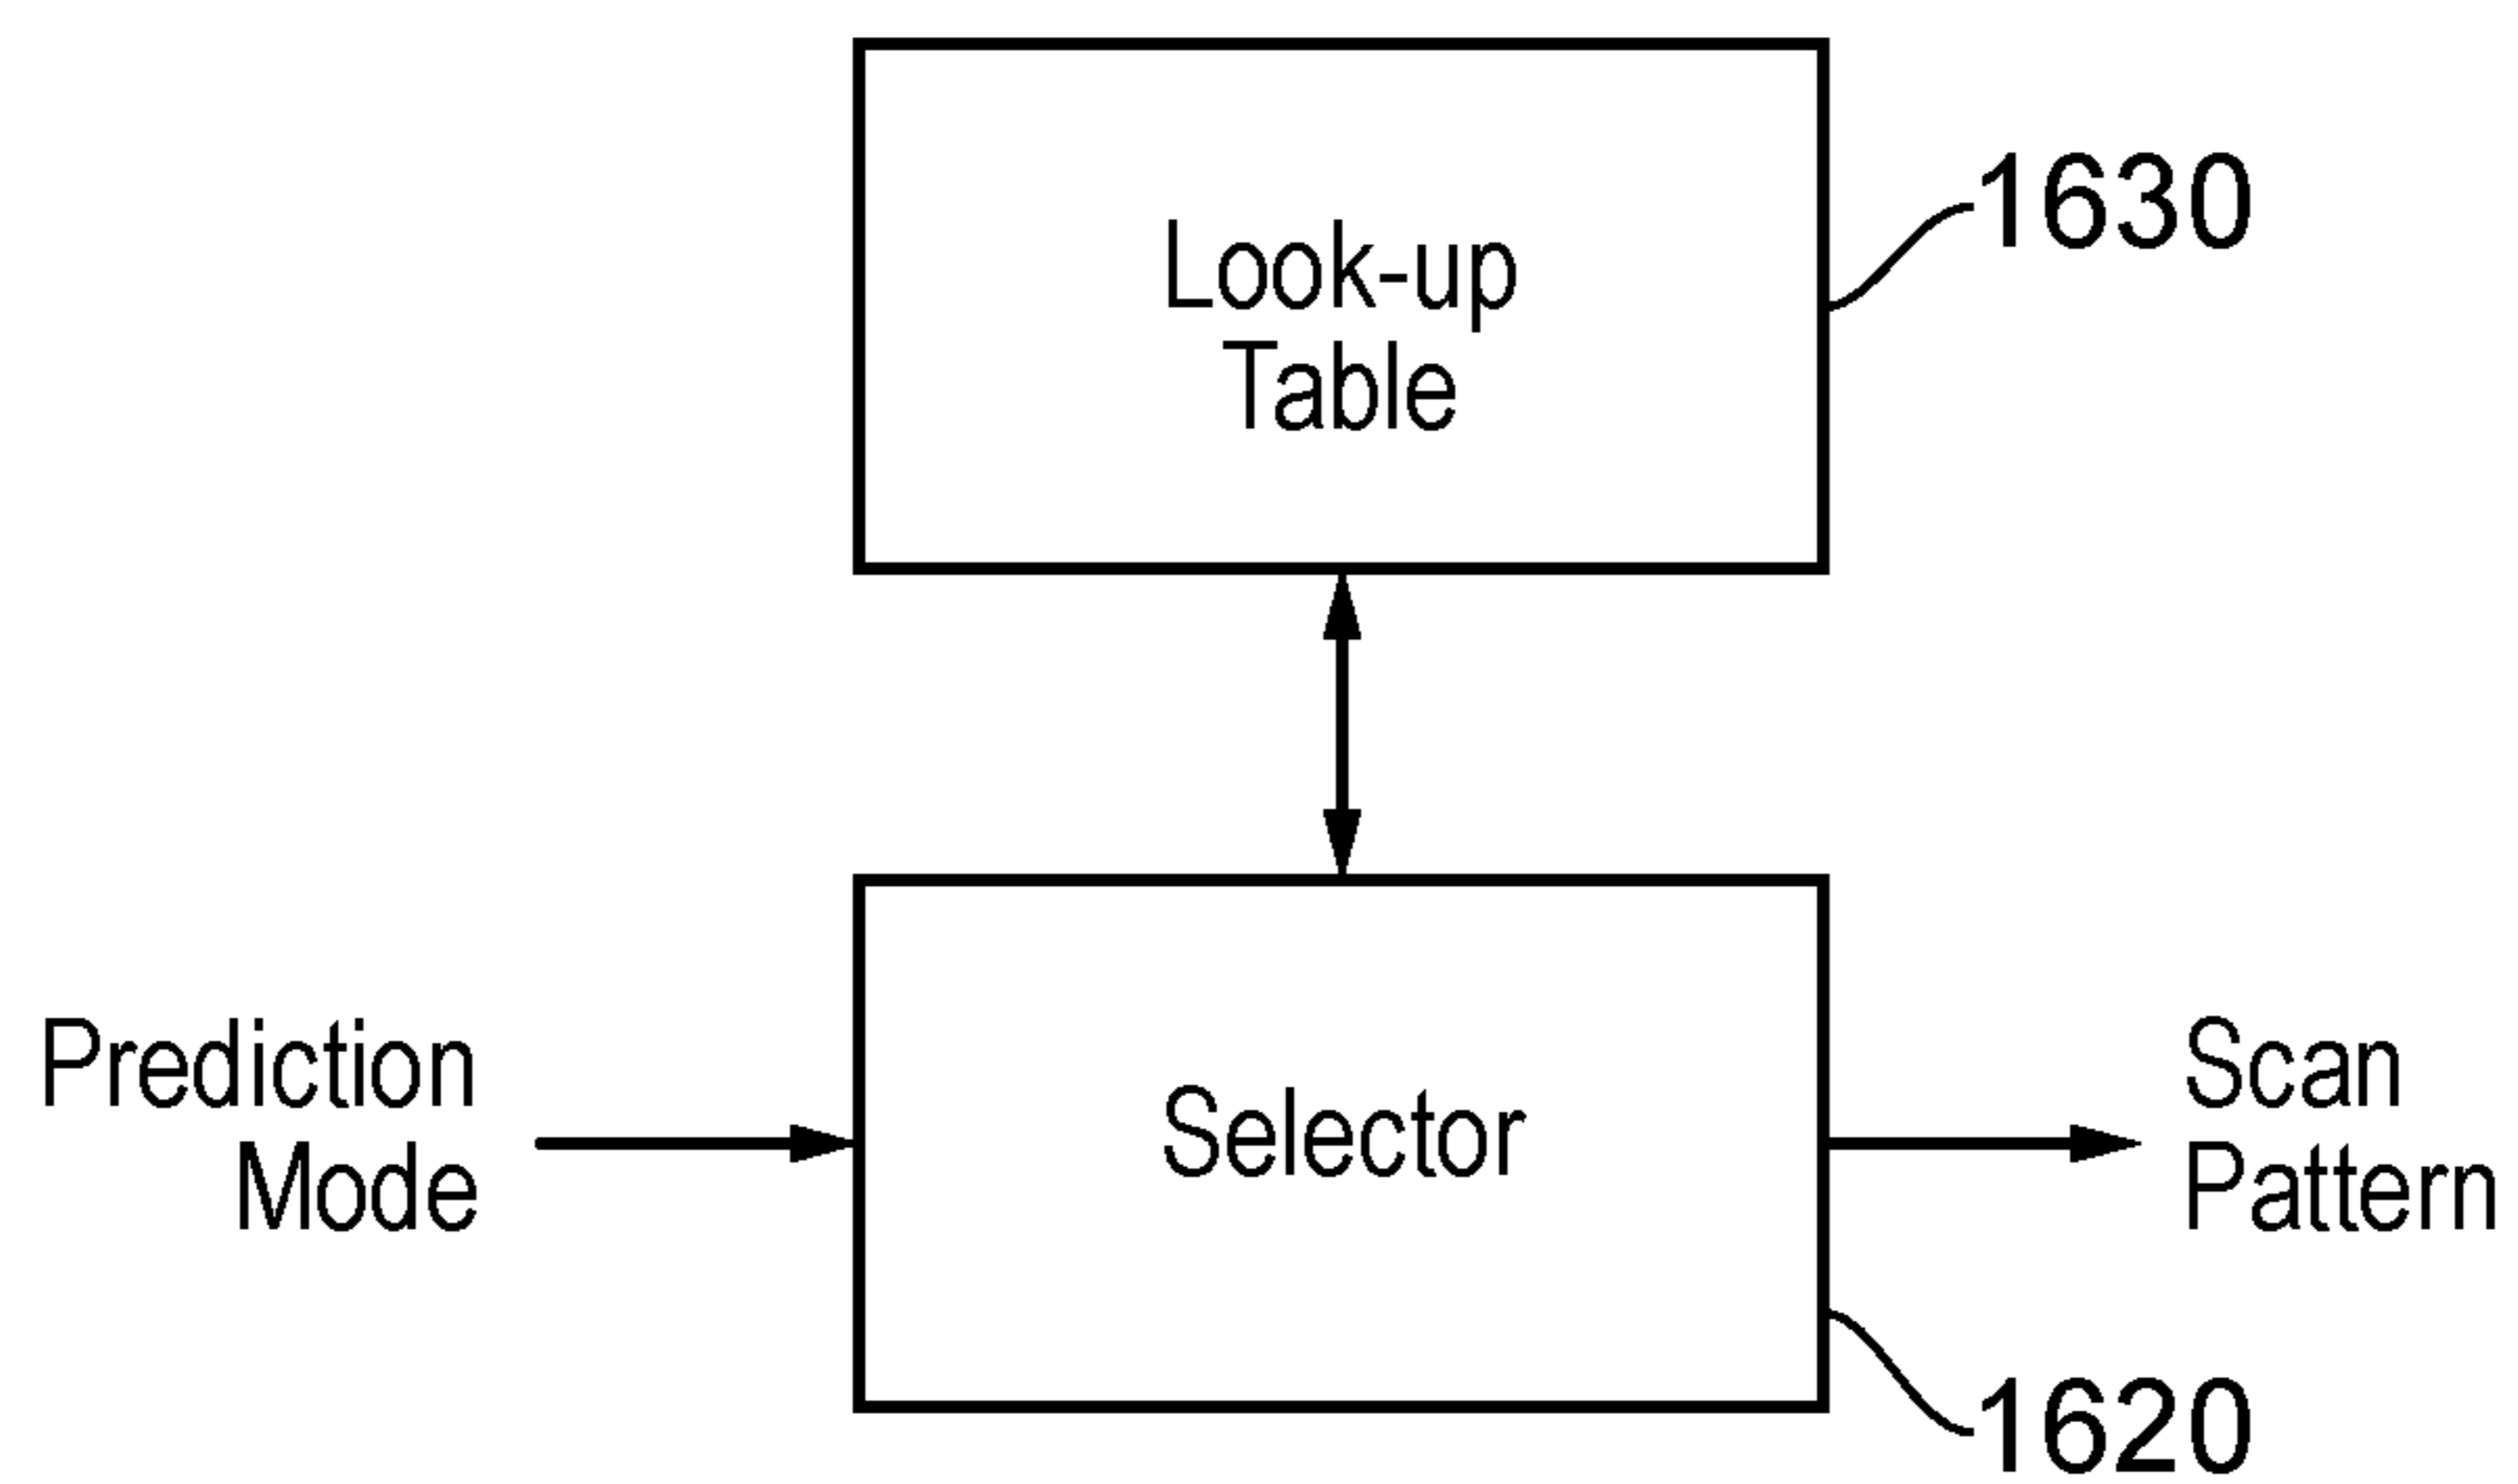 Look-up
Table
1630
Prediction
Mode
Selector
Scan
Pattern
1620